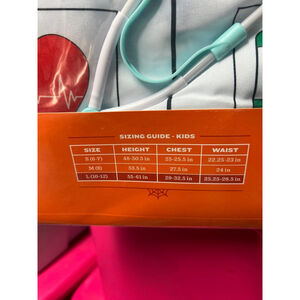 SIZING GUIDE - KIDS
SIZE HEIGHT CHEST WAIST
S (6-7) 48-50.5 in 25-25.5 in 22.25-23 in
M (8) 53.5 in 27.5 in 24 in
L (10-12) 55-61 in 29-32.5 in 25.25-28.5 in